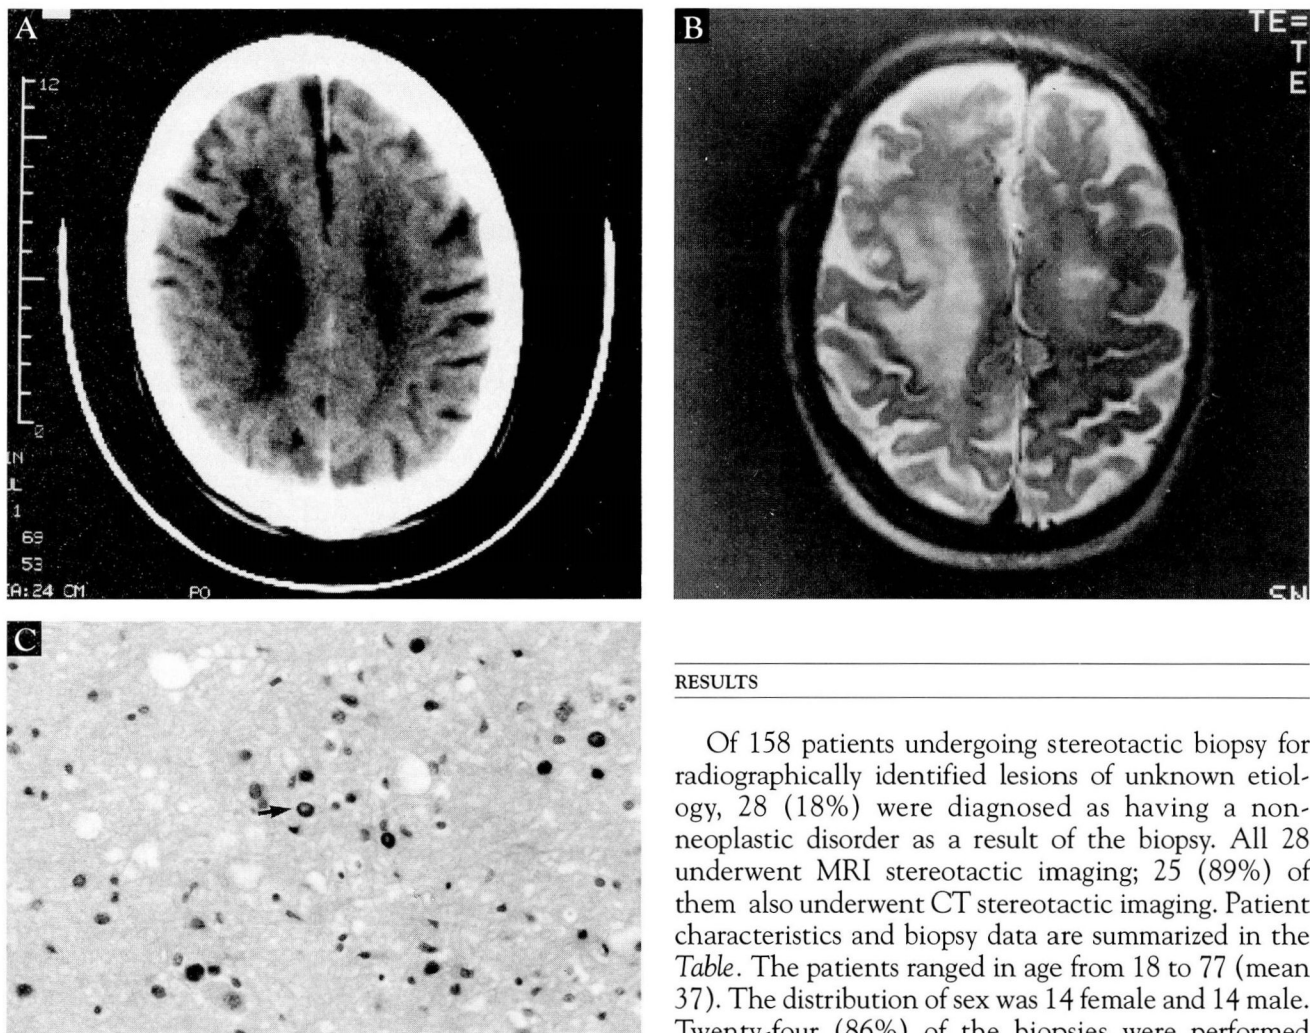 A
12
0
IN
1
69
53
IA:24 CM
PO
B
TE=
T
E
SN
C
RESULTS
Of 158 patients undergoing stereotactic biopsy for
radiographically identified lesions of unknown etiol-
ogy, 28 (18%) were diagnosed as having a non-
neoplastic disorder as a result of the biopsy. All 28
underwent MRI stereotactic imaging; 25 (89%) of
them also underwent CT stereotactic imaging. Patient
characteristics and biopsy data are summarized in the
Table. The patients ranged in age from 18 to 77 (mean
37). The distribution of sex was 14 female and 14 male.
Twenty-four (86%) of the biopsies were performed